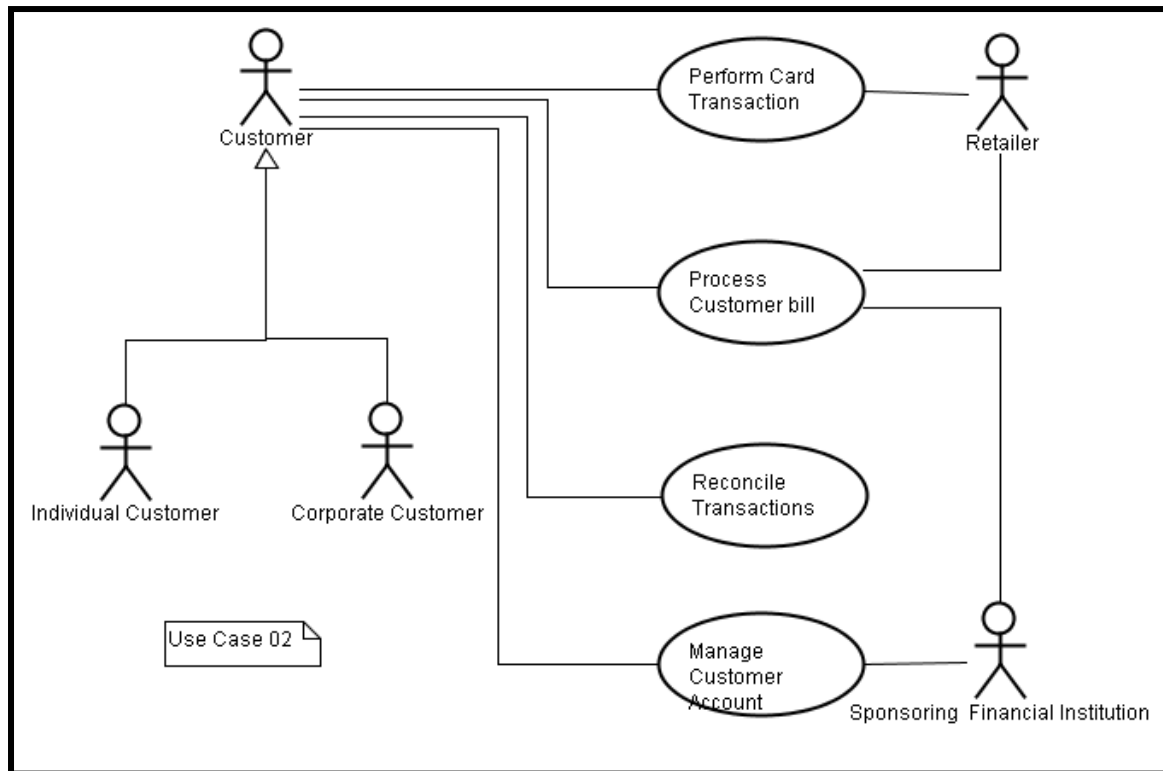 Customer
Perform Card
Transaction
Retailer
Process
Customer bill
Individual Customer
Corporate Customer
Reconcile
Transactions
Use Case 02
Manage
Customer
Account
Sponsoring  Financial Institution